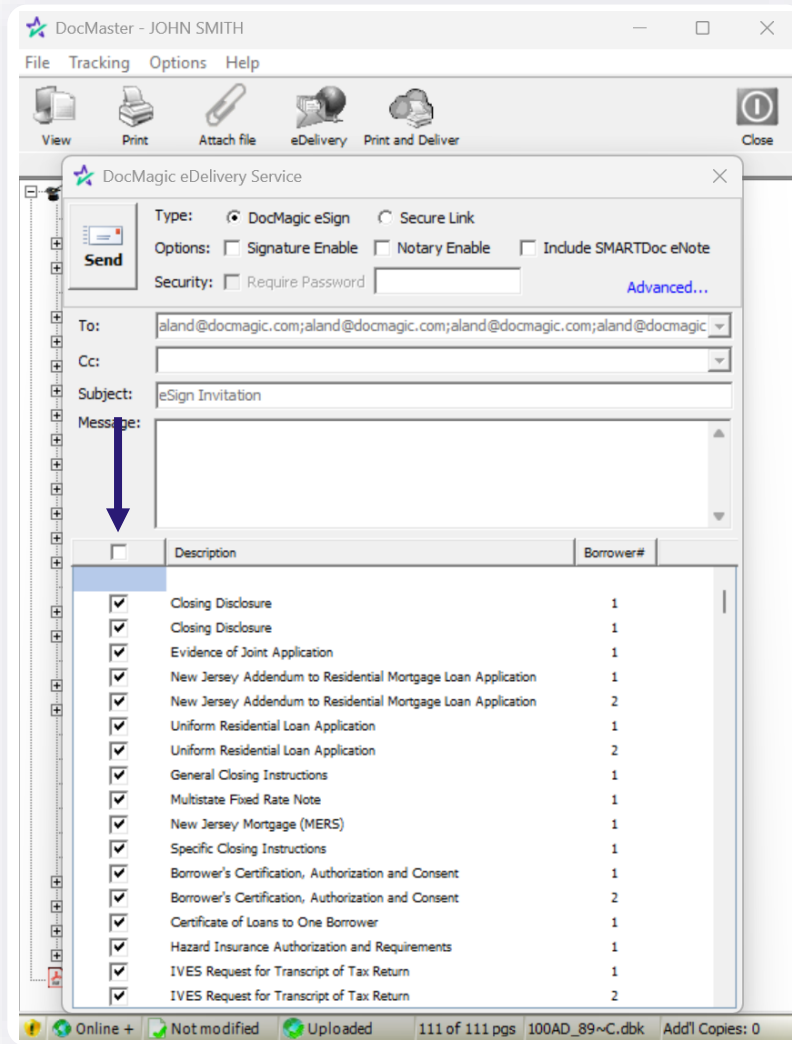 DocMaster - JOHN SMITH
File Tracking Options Help
View Print Attach file eDelivery Print and Deliver Close
DocMagic eDelivery Service
Type: DocMagic eSign Secure Link
Send
Options: Signature Enable Notary Enable Include SMARTDoc eNote
Security: Require Password
Advanced...
To: aland@docmagic.com;aland@docmagic.com;aland@docmagic.com;aland@docmagic
Cc:
Subject: eSign Invitation
Message:
Description Borrower#
Closing Disclosure 1
Closing Disclosure 1
Evidence of Joint Application 1
New Jersey Addendum to Residential Mortgage Loan Application 1
New Jersey Addendum to Residential Mortgage Loan Application 2
Uniform Residential Loan Application 1
Uniform Residential Loan Application 2
General Closing Instructions 1
Multistate Fixed Rate Note 1
New Jersey Mortgage (MERS) 1
Specific Closing Instructions 1
Borrower's Certification, Authorization and Consent 1
Borrower's Certification, Authorization and Consent 2
Certificate of Loans to One Borrower 1
Hazard Insurance Authorization and Requirements 1
IVES Request for Transcript of Tax Return 1
IVES Request for Transcript of Tax Return 2
Online + Not modified Uploaded 111 of 111 pgs 100AD_89~C.dbk Add'l Copies: 0